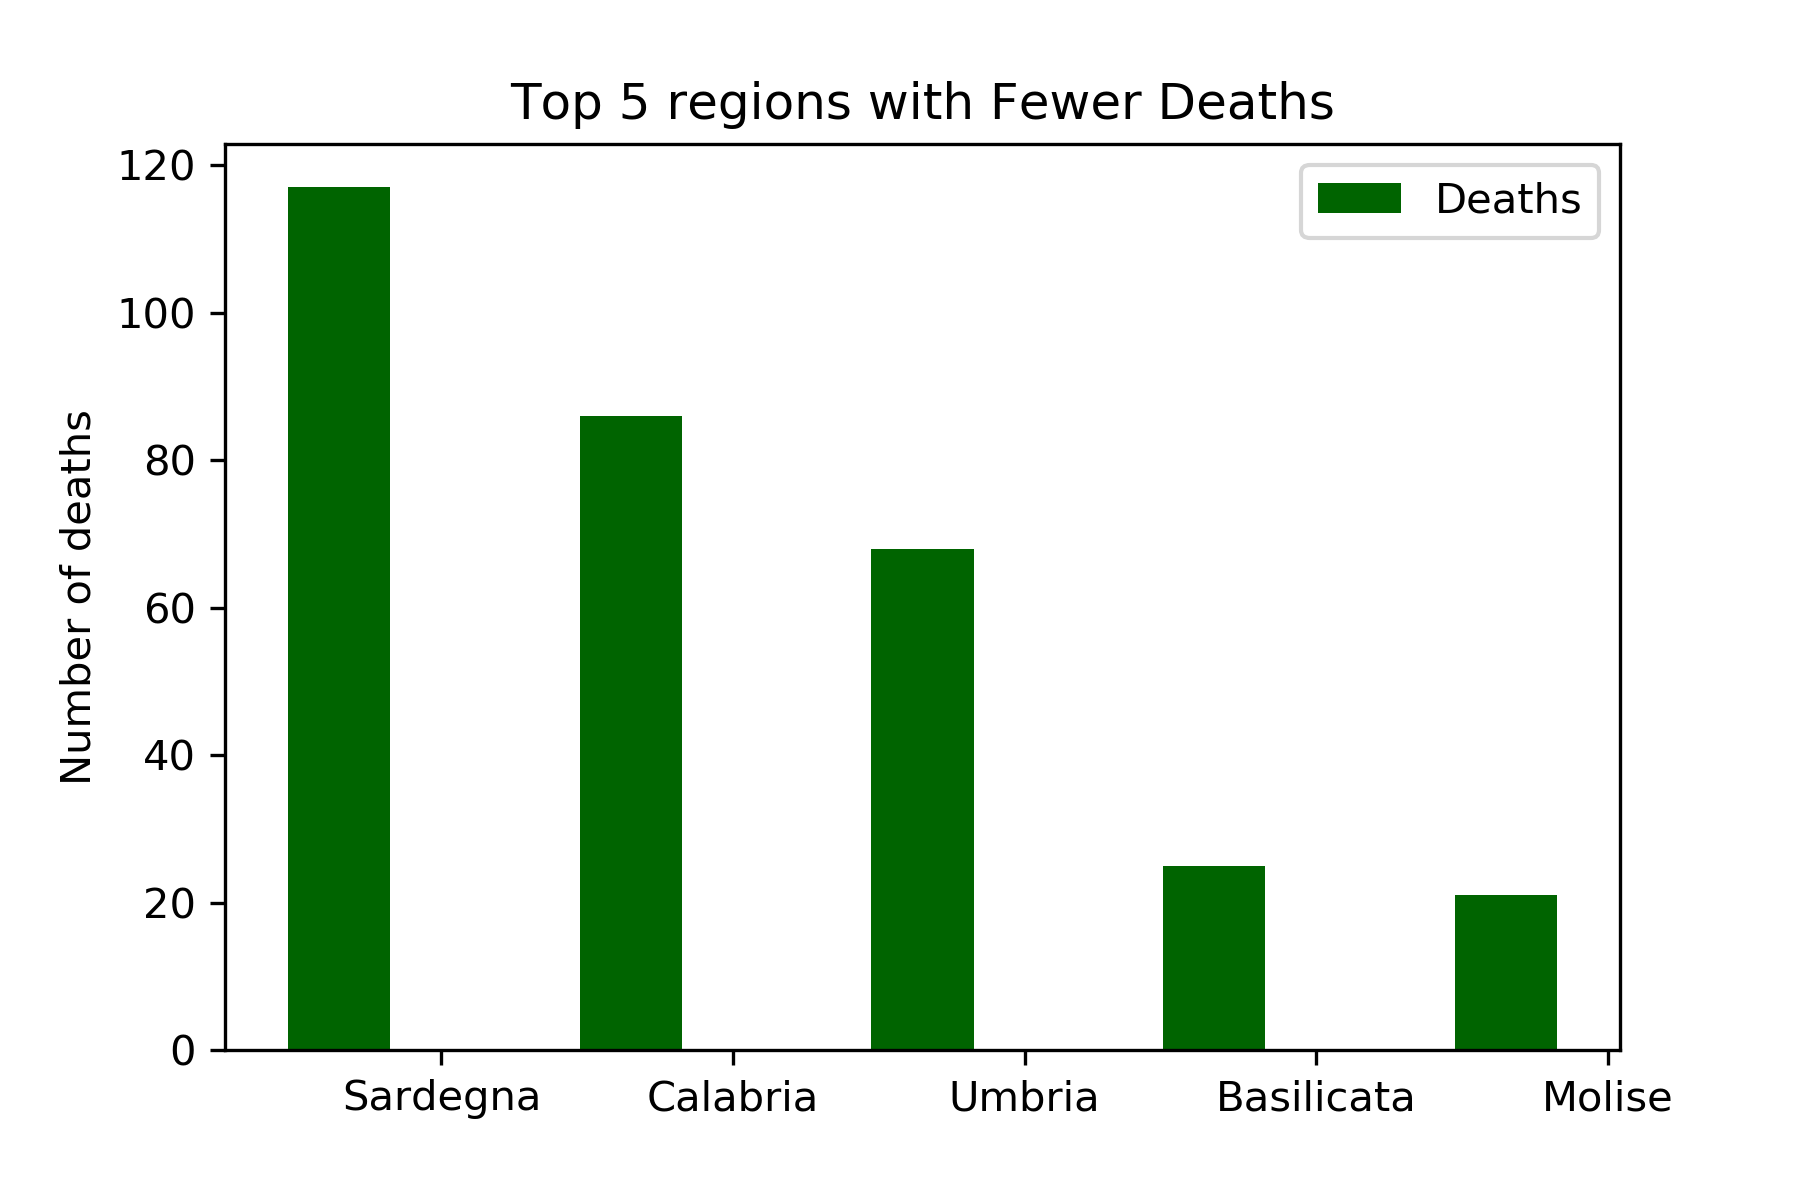 Top 5 regions with Fewer Deaths
Deaths
Number of deaths
120
100
80
60
40
20
0
Sardegna Calabria Umbria Basilicata Molise